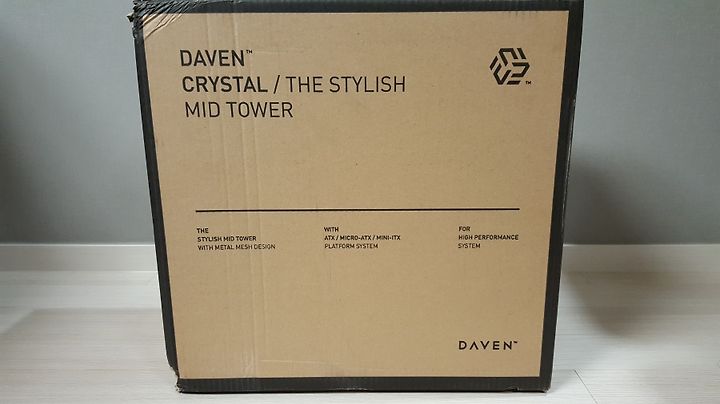 DAVEN™
CRYSTAL / THE STYLISH
MID TOWER
™
THE
STYLISH MID TOWER
WITH METAL MESH DESIGN
WITH
ATX / MICRO-ATX / MINI-ITX
PLATFORM SYSTEM
FOR
HIGH PERFORMANCE
SYSTEM
DAVEN™